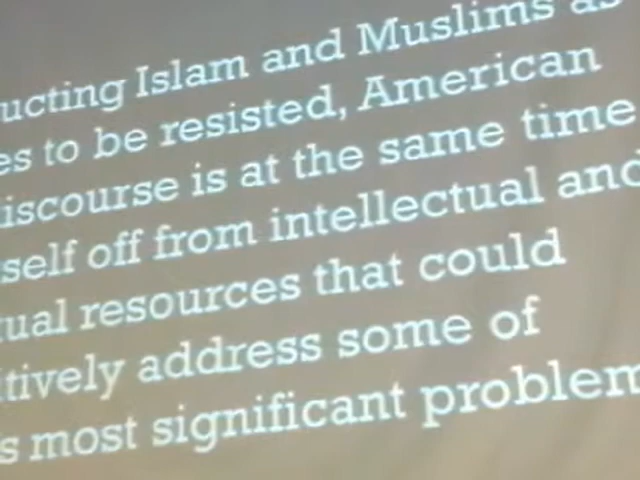 ucting Islam and Muslims as
es to be resisted, American
iscourse is at the same time
self off from intellectual and
tual resources that could
itively address some of
s most significant problem